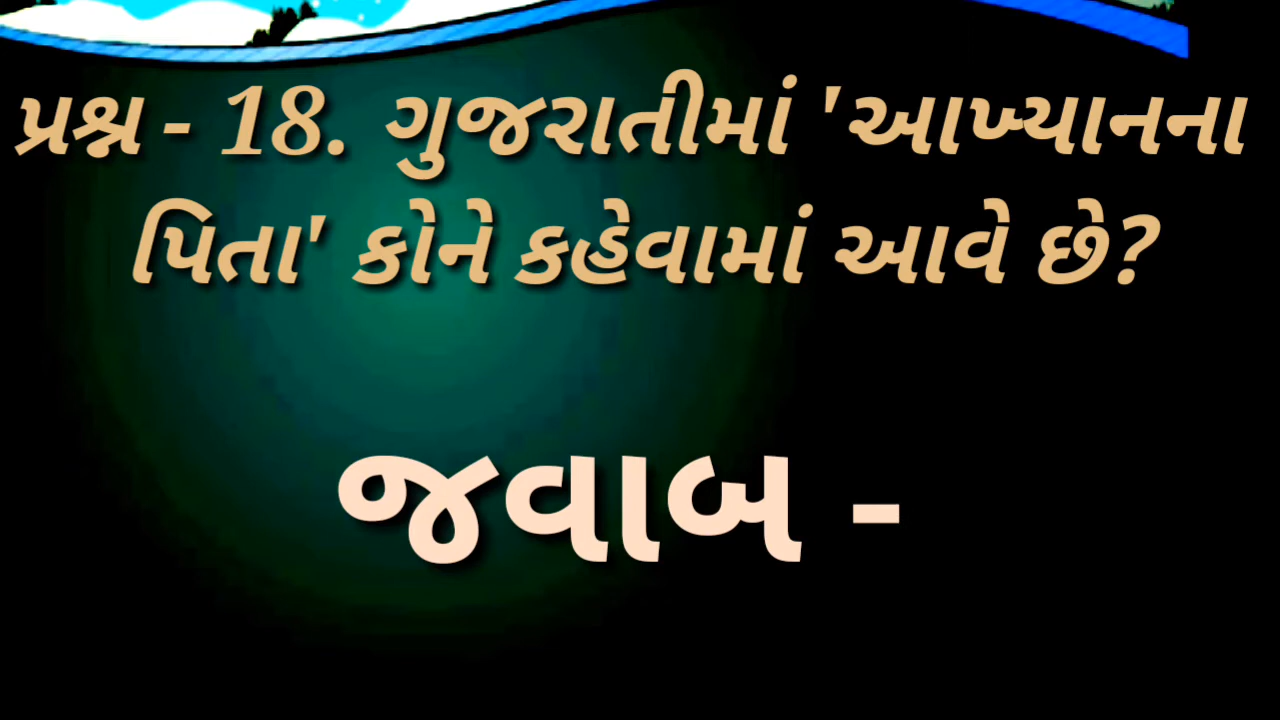 પ્રશ્ન - 18. ગુજરાતીમાં 'આખ્યાનના
પિતા' કોને કહેવામાં આવે છે?
જવાબ -